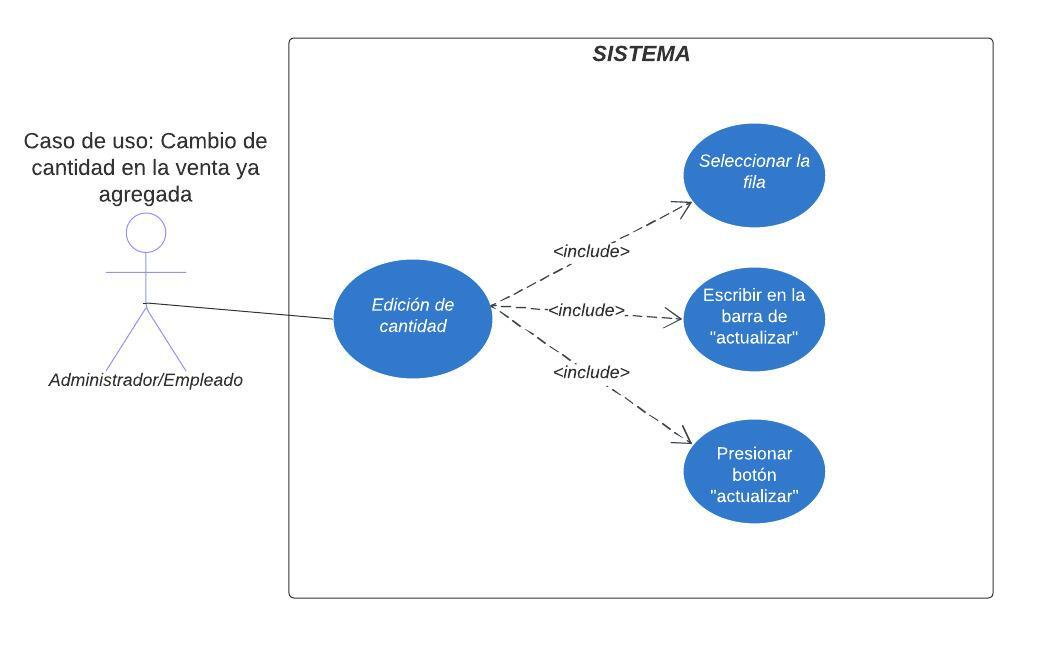 SISTEMA
Caso de uso: Cambio de
cantidad en la venta ya
agregada
Administrador/Empleado
Edición de
cantidad
<include>
<include>
<include>
Seleccionar la
fila
Escribir en la
barra de
"actualizar"
Presionar
botón
"actualizar"